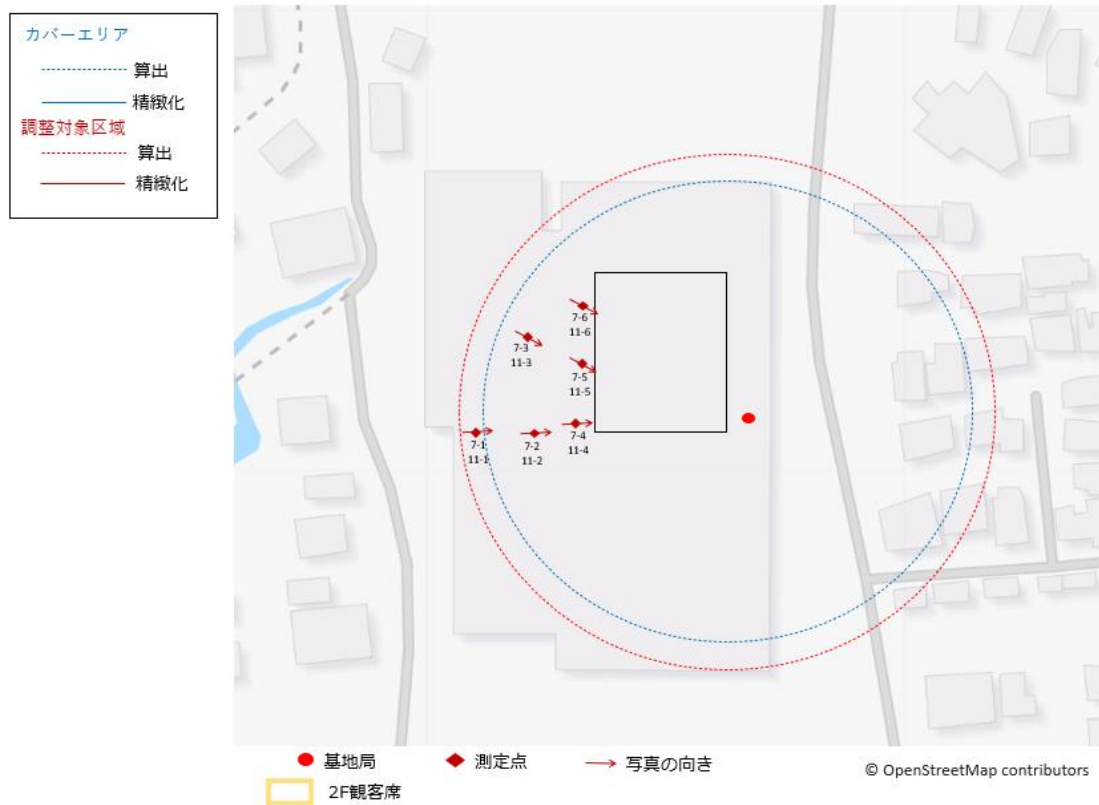 カバーエリア
算出
精緻化
調整対象区域
算出
精緻化
7-6
11-6
7-3
11-3
7-5
11-5
7-1
11-1
7-2
11-2
7-4
11-4
基地局
測定点
写真の向き
2F観客席
© OpenStreetMap contributors